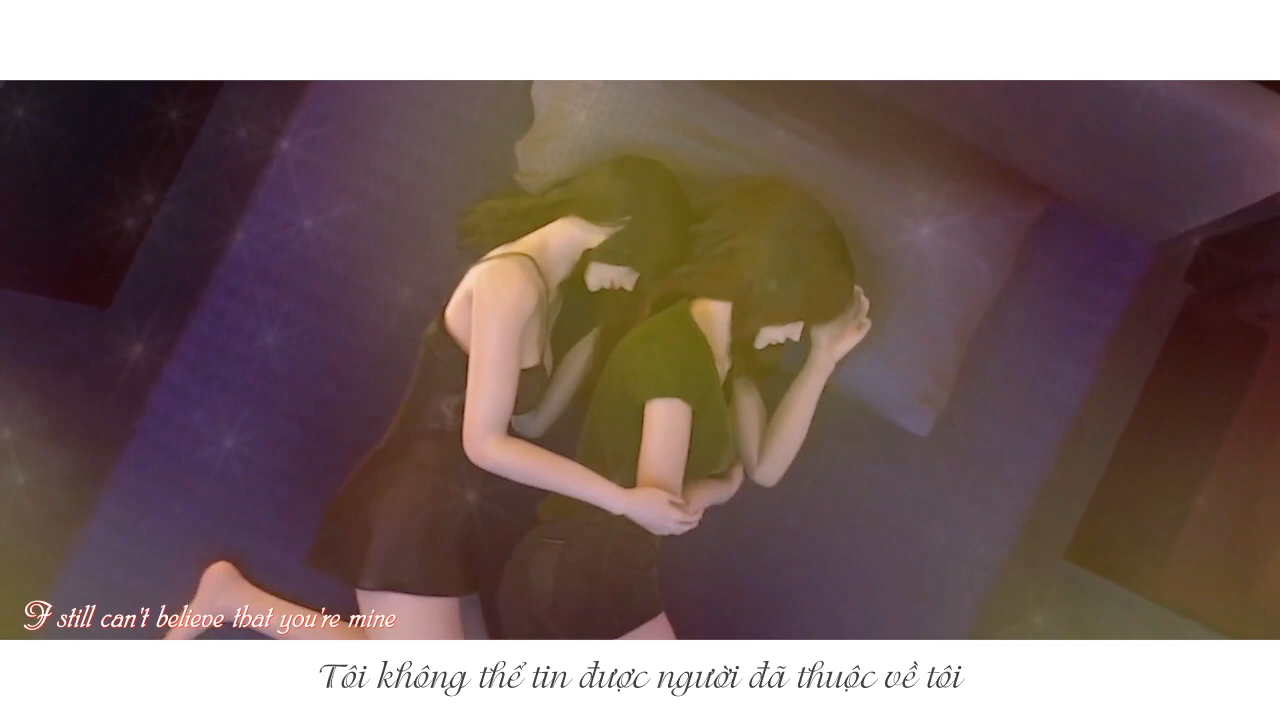 I still can't believe that you're mine
Tôi không thể tin được người đã thuộc về tôi